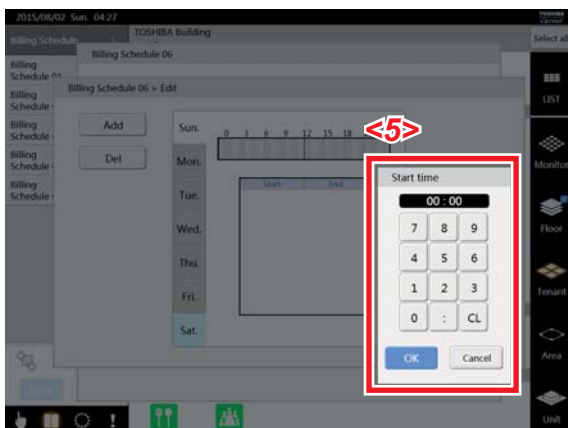 2015/08/02 Sun. 04:27
TOSHIBA
Carrier
Billing Schedule
TOSHIBA Building
Select all
Billing Schedule 06
Billing
Schedule 01
Billing Schedule 06 > Edit
Billing
Schedule
Billing
Schedule
Billing
Schedule
Billing
Schedule
LIST
Add
Del
Sun.
Mon.
Tue.
Wed.
Thu.
Fri.
Sat.
0 3 6 9 12 15 18
<5>
Start End
Start time
00 : 00
7 8 9
4 5 6
1 2 3
0 : CL
OK Cancel
Monitor
Floor
Tenant
Area
Unit